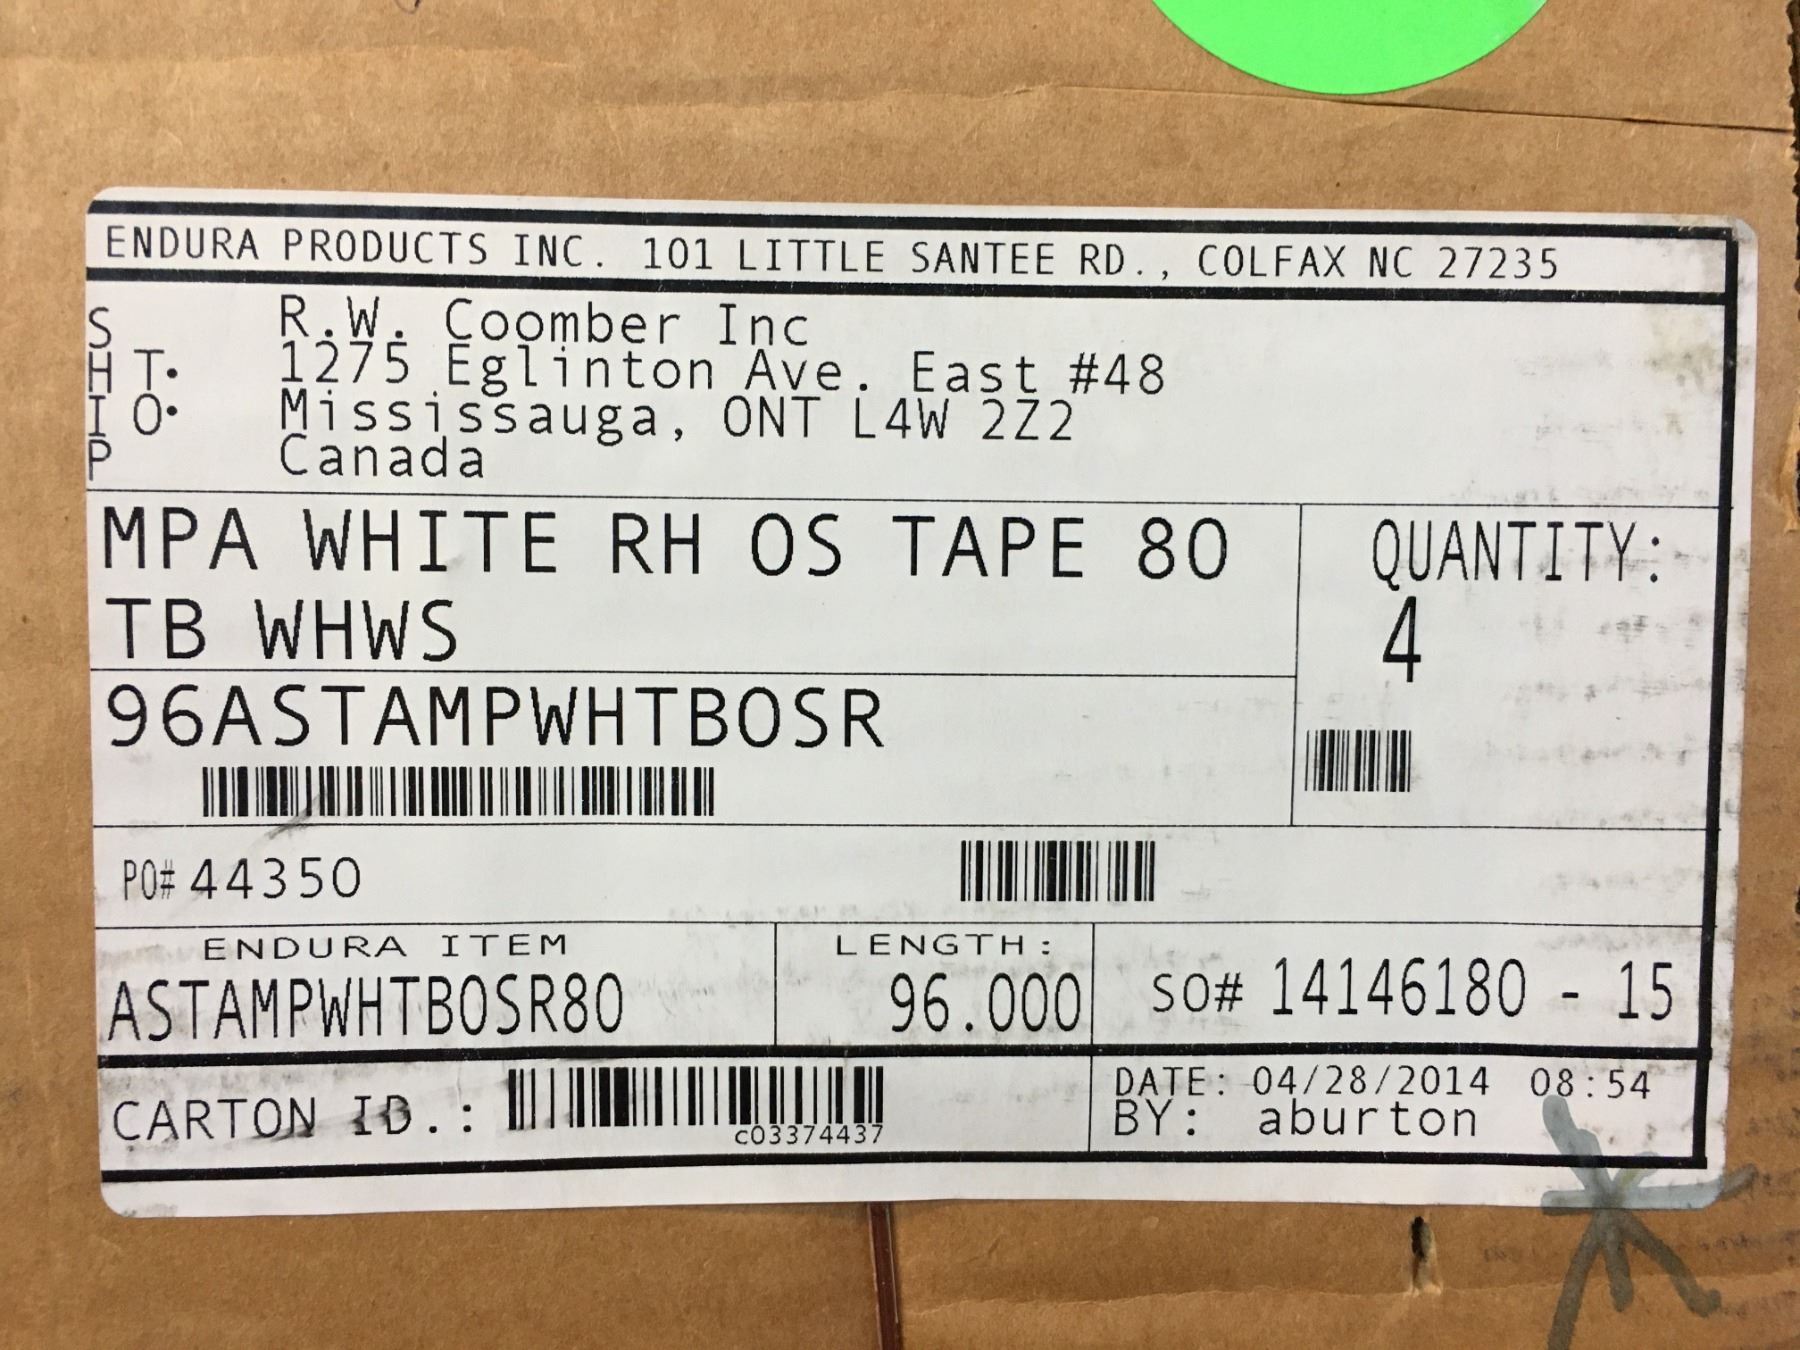 ENDURA PRODUCTS INC. 101 LITTLE SANTEE RD., COLFAX NC 27235
SHIP TO:
R.W. Coomber Inc
1275 Eglinton Ave. East #48
Mississauga, ONT L4W 2Z2
Canada
MPA WHITE RH OS TAPE 80
TB WHWS
QUANTITY:
4
96ASTAMPWHTBOSR
PO# 44350
ENDURA ITEM
ASTAMPWHTBOSR80
LENGTH:
96.000
SO# 14146180 - 15
CARTON ID.:
C03374437
DATE: 04/28/2014 08:54
BY: aburton